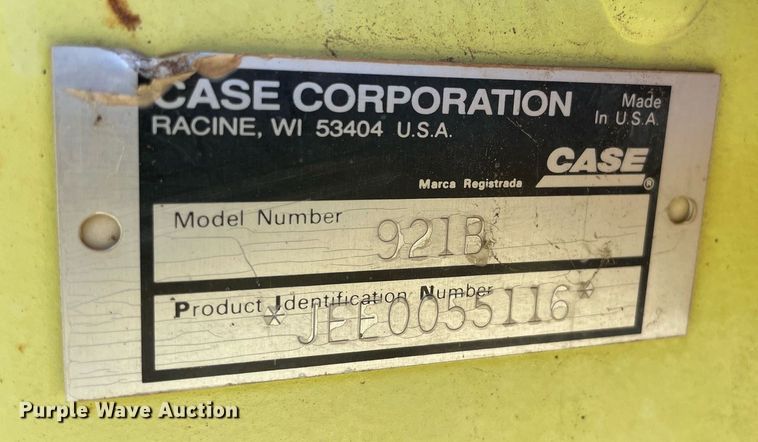 CASE CORPORATION
Made
In U.S.A.
RACINE, WI 53404 U.S.A.
CASE
®
Marca Registrada
Model Number
921B
Product Identification Number
*JEE0055116*
Purple Wave Auction